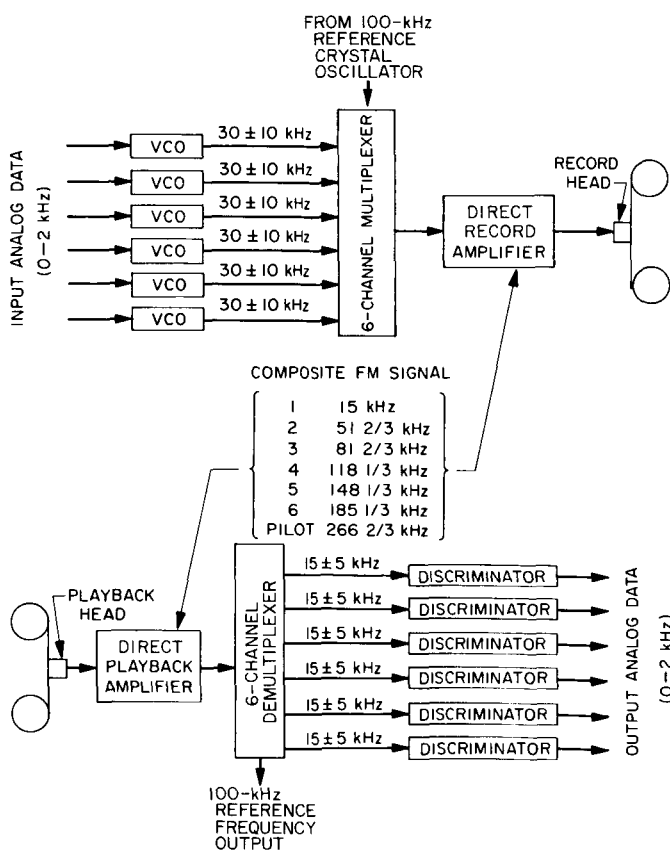 FROM 100-kHz
REFERENCE
CRYSTAL
OSCILLATOR
INPUT ANALOG DATA
(0-2 kHz)
VCO
30 ± 10 kHz
VCO
30 ± 10 kHz
VCO
30 ± 10 kHz
VCO
30 ± 10 kHz
VCO
30 ± 10 kHz
VCO
30 ± 10 kHz
6-CHANNEL MULTIPLEXER
DIRECT
RECORD
AMPLIFIER
RECORD
HEAD
COMPOSITE FM SIGNAL
1 15 kHz
2 51 2/3 kHz
3 81 2/3 kHz
4 118 1/3 kHz
5 148 1/3 kHz
6 185 1/3 kHz
PILOT 266 2/3 kHz
PLAYBACK
HEAD
DIRECT
PLAYBACK
AMPLIFIER
6-CHANNEL
DEMULTIPLEXER
15 ± 5 kHz
DISCRIMINATOR
15 ± 5 kHz
DISCRIMINATOR
15 ± 5 kHz
DISCRIMINATOR
15 ± 5 kHz
DISCRIMINATOR
15 ± 5 kHz
DISCRIMINATOR
15 ± 5 kHz
DISCRIMINATOR
OUTPUT ANALOG DATA
(0-2 kHz)
100-kHz
REFERENCE
FREQUENCY
OUTPUT